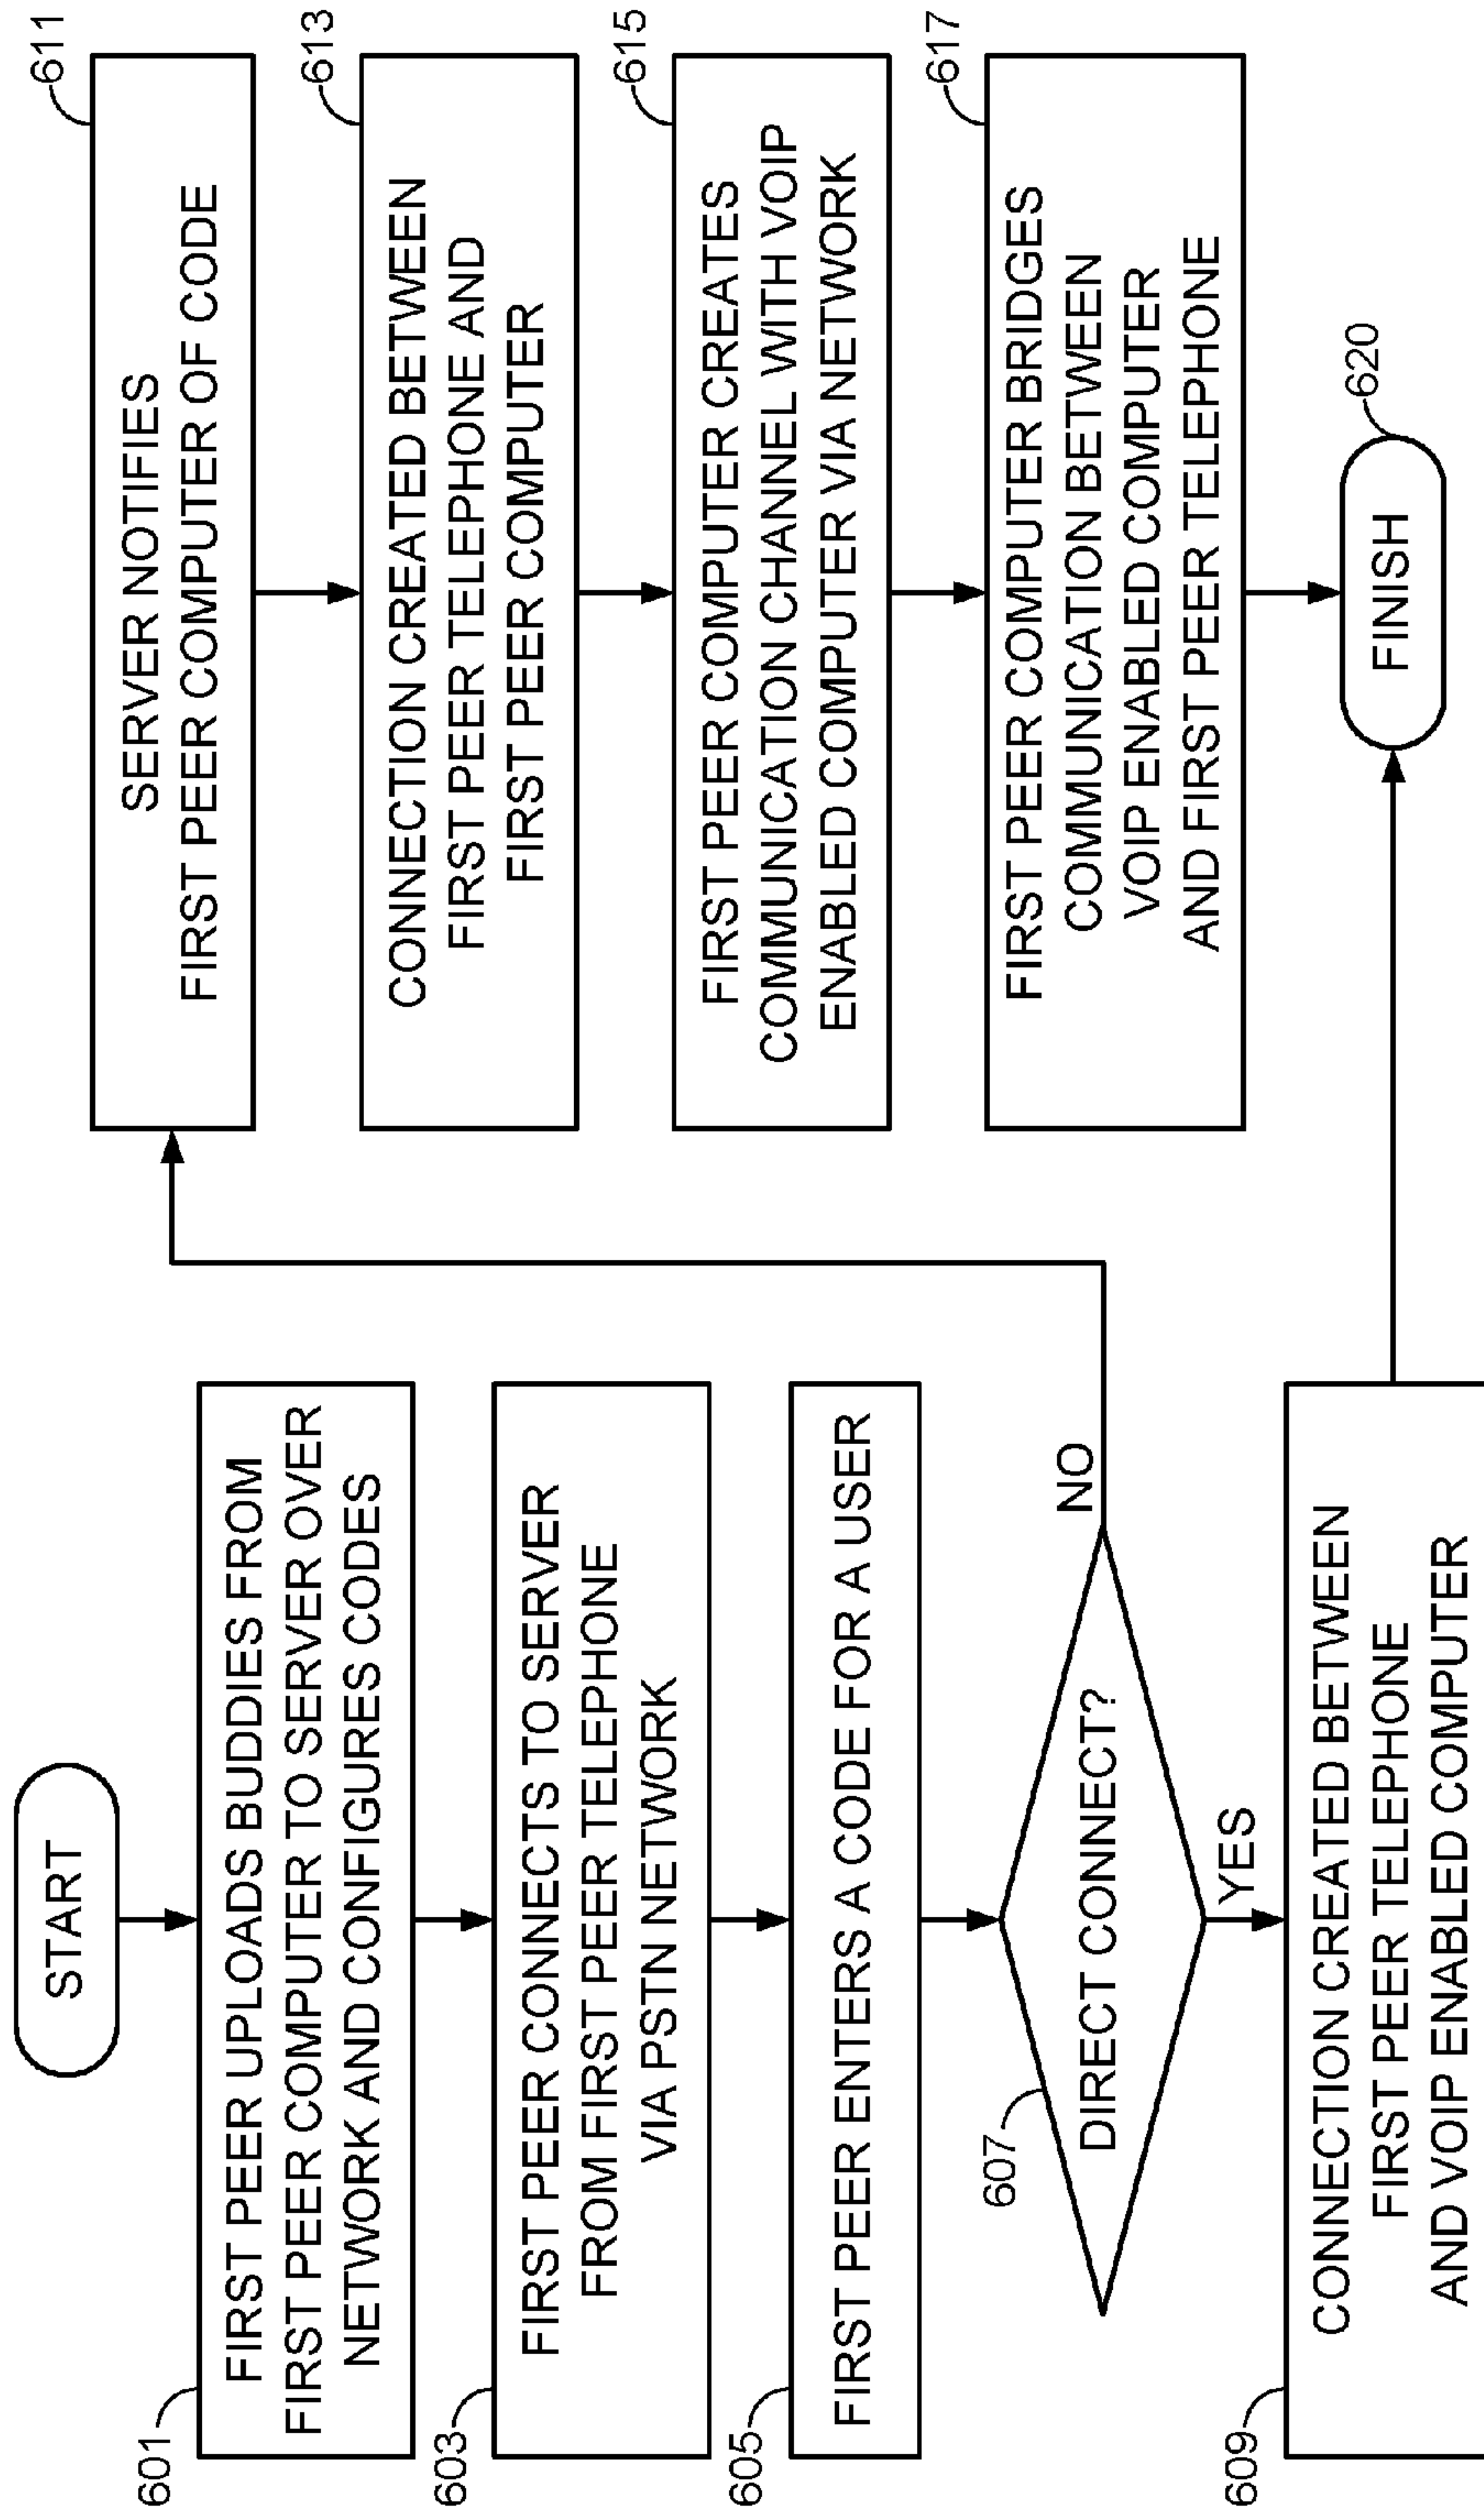 START
601
FIRST PEER UPLOADS BUDDIES FROM
FIRST PEER COMPUTER TO SERVER OVER
NETWORK AND CONFIGURES CODES
603
FIRST PEER CONNECTS TO SERVER
FROM FIRST PEER TELEPHONE
VIA PSTN NETWORK
605
FIRST PEER ENTERS A CODE FOR A USER
607
DIRECT CONNECT?
NO
YES
609
CONNECTION CREATED BETWEEN
FIRST PEER TELEPHONE
AND VOIP ENABLED COMPUTER
611
SERVER NOTIFIES
FIRST PEER COMPUTER OF CODE
613
CONNECTION CREATED BETWEEN
FIRST PEER TELEPHONE AND
FIRST PEER COMPUTER
615
FIRST PEER COMPUTER CREATES
COMMUNICATION CHANNEL WITH VOIP
ENABLED COMPUTER VIA NETWORK
617
FIRST PEER COMPUTER BRIDGES
COMMUNICATION BETWEEN
VOIP ENABLED COMPUTER
AND FIRST PEER TELEPHONE
620
FINISH